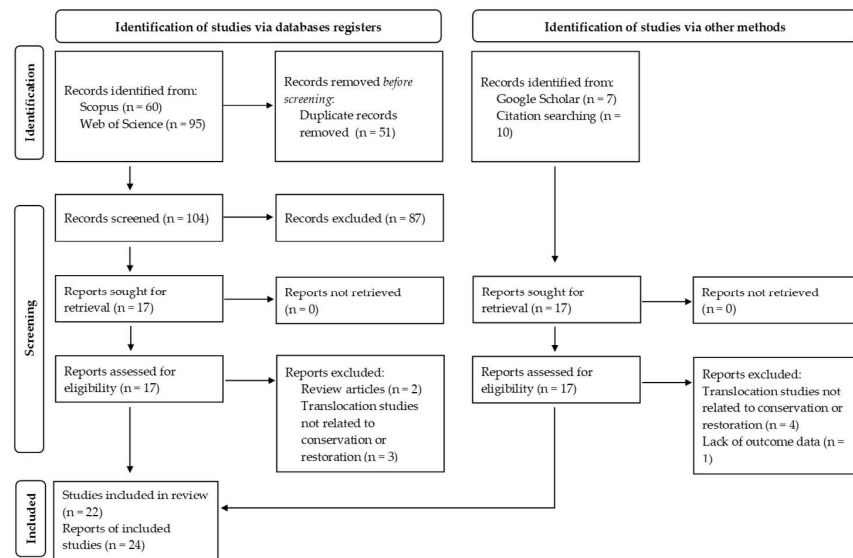 Identification of studies via databases registers
Identification of studies via other methods
Identification
Records identified from:
Scopus (n = 60)
Web of Science (n = 95)
Records removed before
screening:
Duplicate records
removed (n = 51)
Records identified from:
Google Scholar (n = 7)
Citation searching (n =
10)
Screening
Records screened (n = 104)
Records excluded (n = 87)
Reports sought for
retrieval (n = 17)
Reports not retrieved
(n = 0)
Reports sought for
retrieval (n = 17)
Reports not retrieved
(n = 0)
Reports assessed for
eligibility (n = 17)
Reports excluded:
Review articles (n = 2)
Translocation studies
not related to
conservation or
restoration (n = 3)
Reports assessed for
eligibility (n = 17)
Reports excluded:
Translocation studies not
related to conservation or
restoration (n = 4)
Lack of outcome data (n =
1)
Included
Studies included in review
(n = 22)
Reports of included
studies (n = 24)